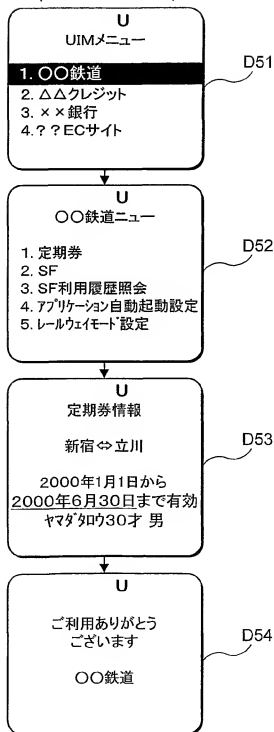 U
UIMメニュー
1. 〇〇鉄道
D51
2. △△クレジット
3. ××銀行
4. ??ECサイト
U
〇〇鉄道ニュー
D52
1. 定期券
2. SF
3. SF利用履歴照会
4. アプリケーション自動起動設定
5. レールウェイモード設定
U
定期券情報
D53
新宿⇔立川
2000年1月1日から
2000年6月30日まで有効
ヤマダタロウ30才 男
U
ご利用ありがとう
ございます
D54
〇〇鉄道